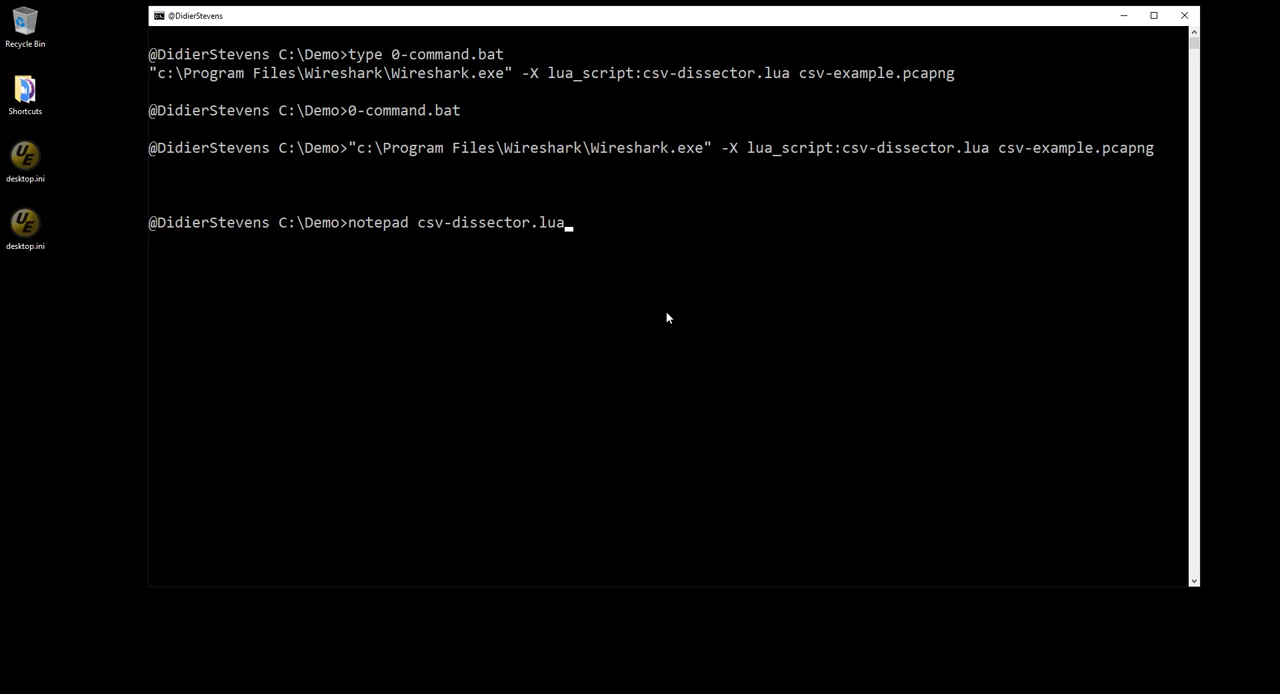 @DidierStevens
Recycle Bin
@DidierStevens C:\Demo>type 0-command.bat
"c:\Program Files\Wireshark\Wireshark.exe" -X lua_script:csv-dissector.lua csv-example.pcapng
Shortcuts
@DidierStevens C:\Demo>0-command.bat
@DidierStevens C:\Demo>"c:\Program Files\Wireshark\Wireshark.exe" -X lua_script:csv-dissector.lua csv-example.pcapng
UE
desktop.ini
@DidierStevens C:\Demo>notepad csv-dissector.lua
UE
desktop.ini